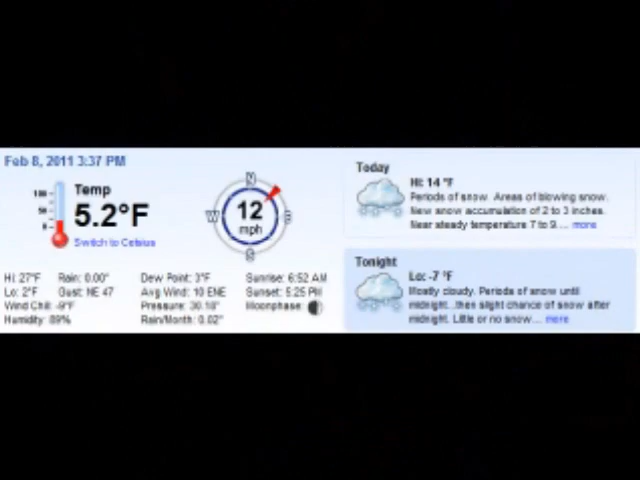 Feb 8, 2011 3:37 PM
Temp
5.2°F
Switch to Celsius
100
50
0
N
W
E
S
12
mph
Hi: 27°F Rain: 0.00" Dew Point: 3°F Sunrise: 6:52 AM
Lo: 2°F Gust: NE 47 Avg Wind: 10 ENE Sunset: 5:25 PM
Wind Chill: -9°F Pressure: 30.18" Moonphase:
Humidity: 89% Rain/Month: 0.02"
Today
Hi: 14 °F
Periods of snow. Areas of blowing snow.
New snow accumulation of 2 to 3 inches.
Near steady temperature 7 to 9.... more
Tonight
Lo: -7 °F
Mostly cloudy. Periods of snow until
midnight...then slight chance of snow after
midnight. Little or no snow... more